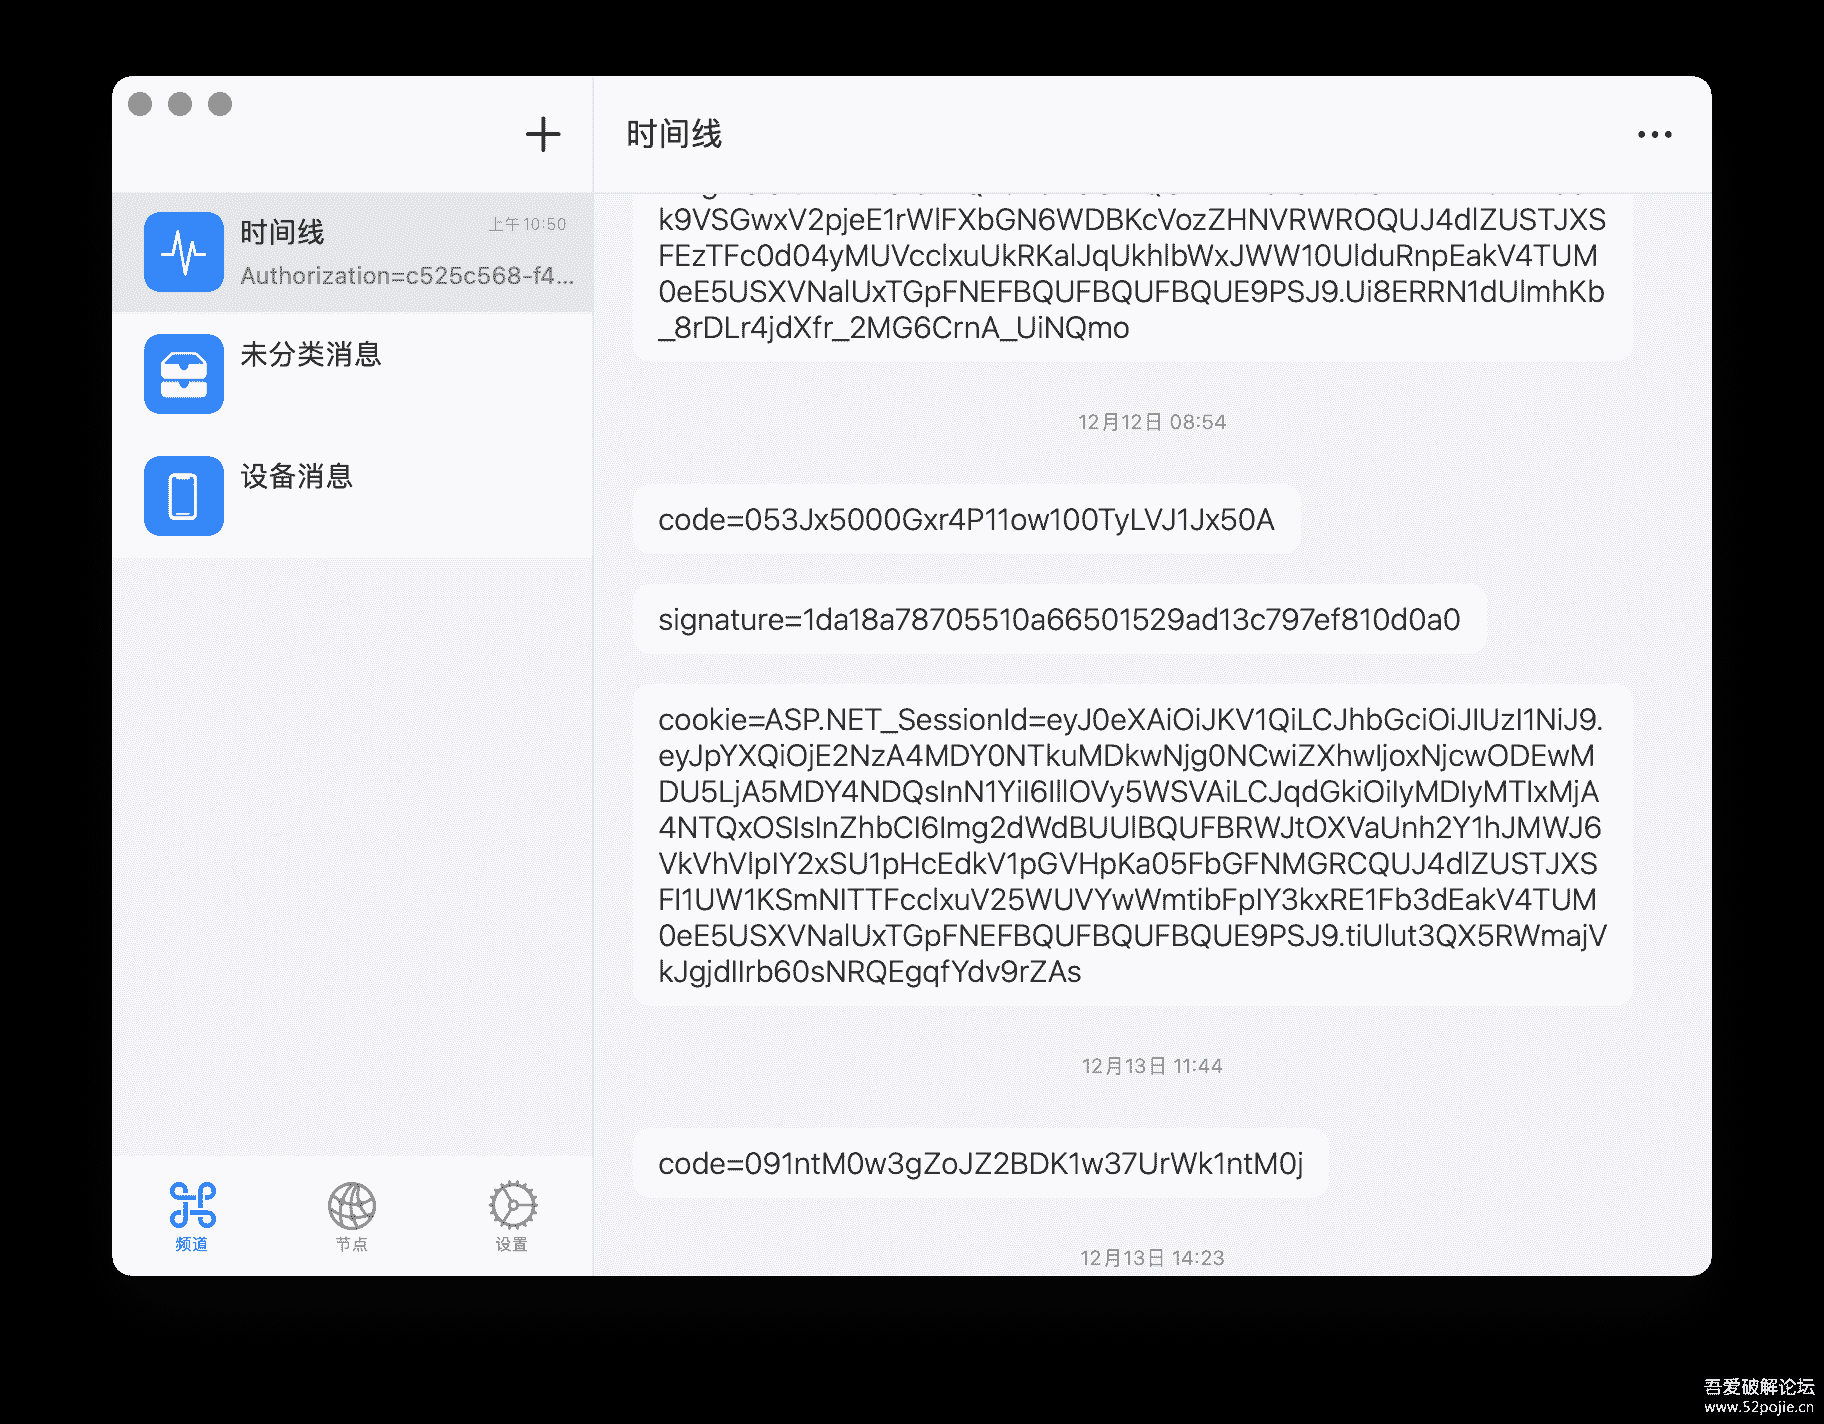 时间线
上午10:50
Authorization=c525c568-f4...
未分类消息
设备消息
频道
节点
设置
时间线
k9VSGwxV2pjeE1rWlFXbGN6WDBKcVozZHNVRWROQUJ4dlZUSTJXS
FEzTFc0d04yMUVcclxuUkRKalJqUkhlbWxJWW10UlduRnpEakV4TUM
0eE5USXVNalUxTGpFNEFBQUFBQUFBQUE9PSJ9.Ui8ERRN1dUlmhKb
_8rDLr4jdXfr_2MG6CrnA_UiNQmo
12月12日 08:54
code=053Jx5000Gxr4P11ow100TyLVJ1Jx50A
signature=1da18a78705510a66501529ad13c797ef810d0a0
cookie=ASP.NET_SessionId=eyJ0eXAiOiJKV1QiLCJhbGciOiJIUzI1NiJ9.
eyJpYXQiOjE2NzA4MDY0NTkuMDkwNjg0NCwiZXhwIjoxNjcwODEwM
DU5LjA5MDY4NDQsInN1YiI6IllOVy5WSVAiLCJqdGkiOiIyMDIyMTIxMjA
4NTQxOSIsInZhbCI6Img2dWdBUUlBQUFBRWJtOXVaUnh2Y1hJMWJ6
VkVhVlpIY2xSU1pHcEdkV1pGVHpKa05FbGFNMGRCQUJ4dlZUSTJXS
FI1UW1KSmNITTFcclxuV25WUVYwWmtibFpIY3kxRE1Fb3dEakV4TUM
0eE5USXVNalUxTGpFNEFBQUFBQUFBQUE9PSJ9.tiUlut3QX5RWmajV
kJgjdIIrb60sNRQEgqfYdv9rZAs
12月13日 11:44
code=091ntM0w3gZoJZ2BDK1w37UrWk1ntM0j
12月13日 14:23
吾爱破解论坛
www.52pojie.cn